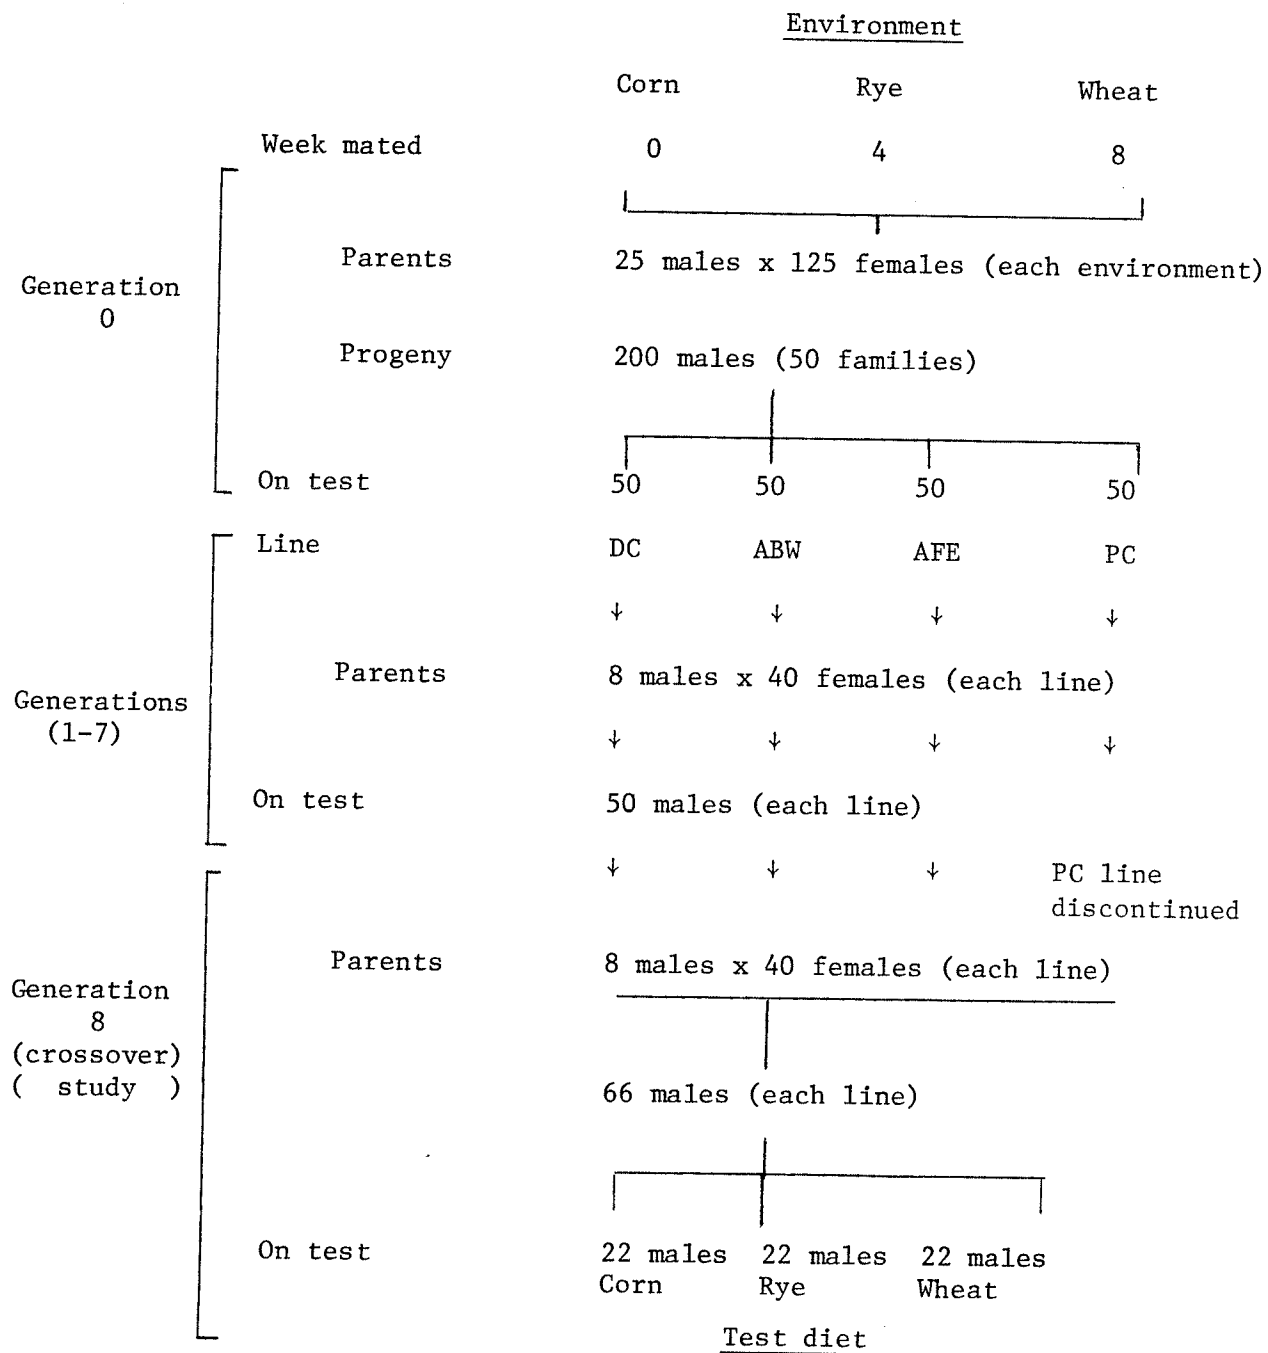 Environment
Corn Rye Wheat
Week mated 0 4 8
Parents 25 males x 125 females (each environment)
Generation
0
Progeny 200 males (50 families)
On test 50 50 50 50
Line DC ABW AFE PC
↓ ↓ ↓ ↓
Parents 8 males x 40 females (each line)
Generations
(1-7)
↓ ↓ ↓ ↓
On test 50 males (each line)
↓ ↓ ↓ PC line
discontinued
Parents 8 males x 40 females (each line)
Generation
8
(crossover)
( study )
66 males (each line)
On test 22 males 22 males 22 males
Corn Rye Wheat
Test diet